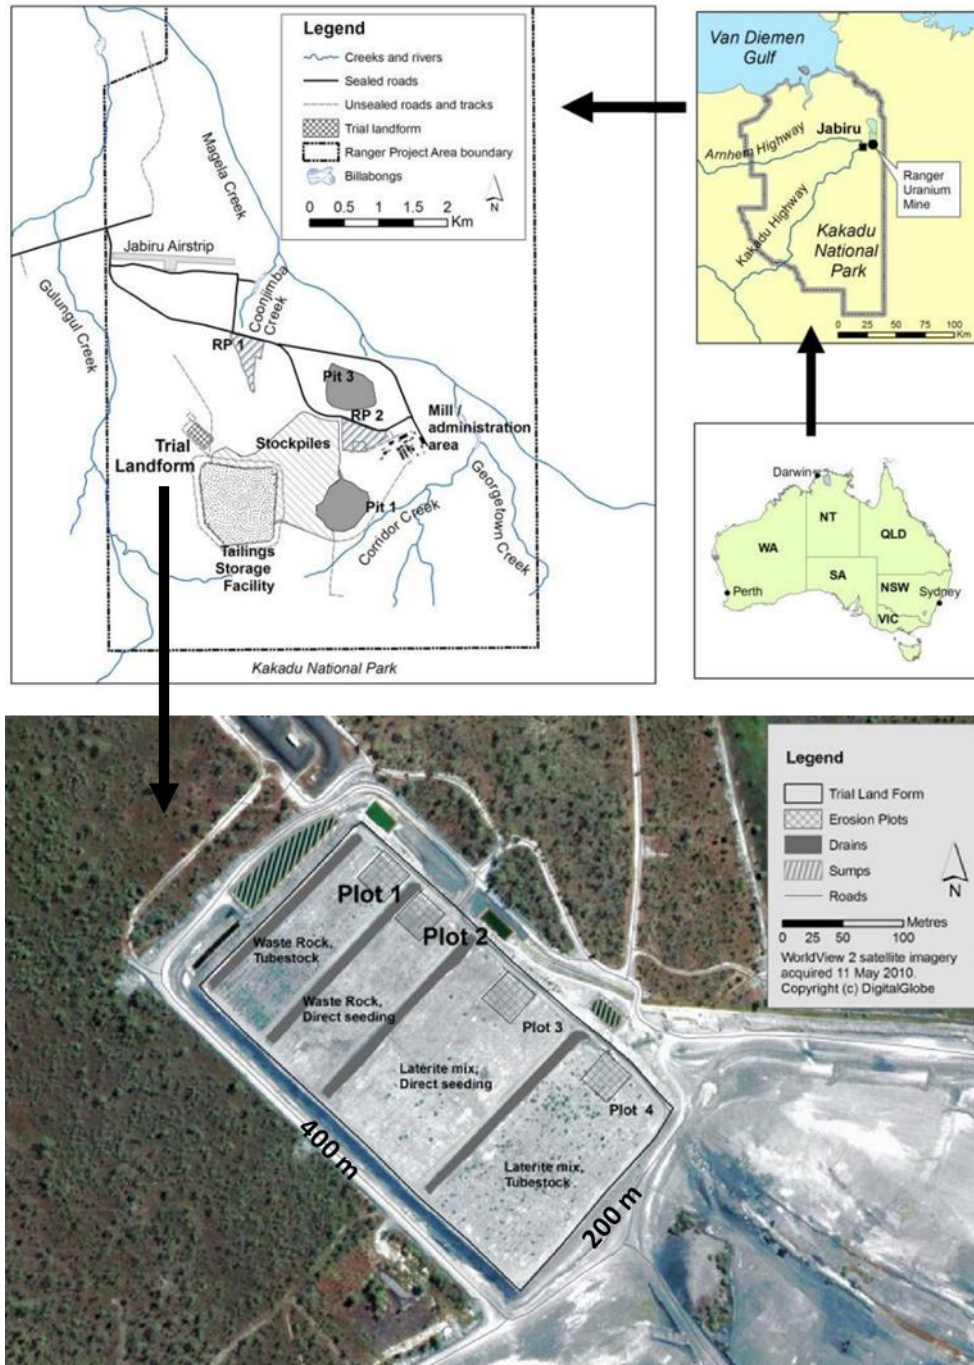 Legend
Creeks and rivers
Sealed roads
Unsealed roads and tracks
Trial landform
Ranger Project Area boundary
Billabongs
0 0.5 1 1.5 2
Km
N
Magela Creek
Jabiru Airstrip
Gulungul Creek
Coonjimba
Creek
RP 1
Pit 3
RP 2
Mill /
administration
area
Trial
Landform
Stockpiles
Pit 1
Corridor Creek
Georgetown Creek
Tailings
Storage
Facility
Kakadu National Park
Van Diemen
Gulf
Jabiru
Arnhem Highway
Ranger
Uranium
Mine
Kakadu Highway
Kakadu
National
Park
0 25 50 75 100
Km
Darwin
NT
QLD
WA
SA
NSW
Perth
Sydney
VIC
Legend
Trial Land Form
Erosion Plots
Drains
Sumps
Roads
N
Metres
0 25 50 100
WorldView 2 satellite imagery
acquired 11 May 2010.
Copyright (c) DigitalGlobe
Plot 1
Plot 2
Waste Rock,
Tubestock
Waste Rock,
Direct seeding
Plot 3
Laterite mix,
Direct seeding
Plot 4
Laterite mix,
Tubestock
400 m
200 m